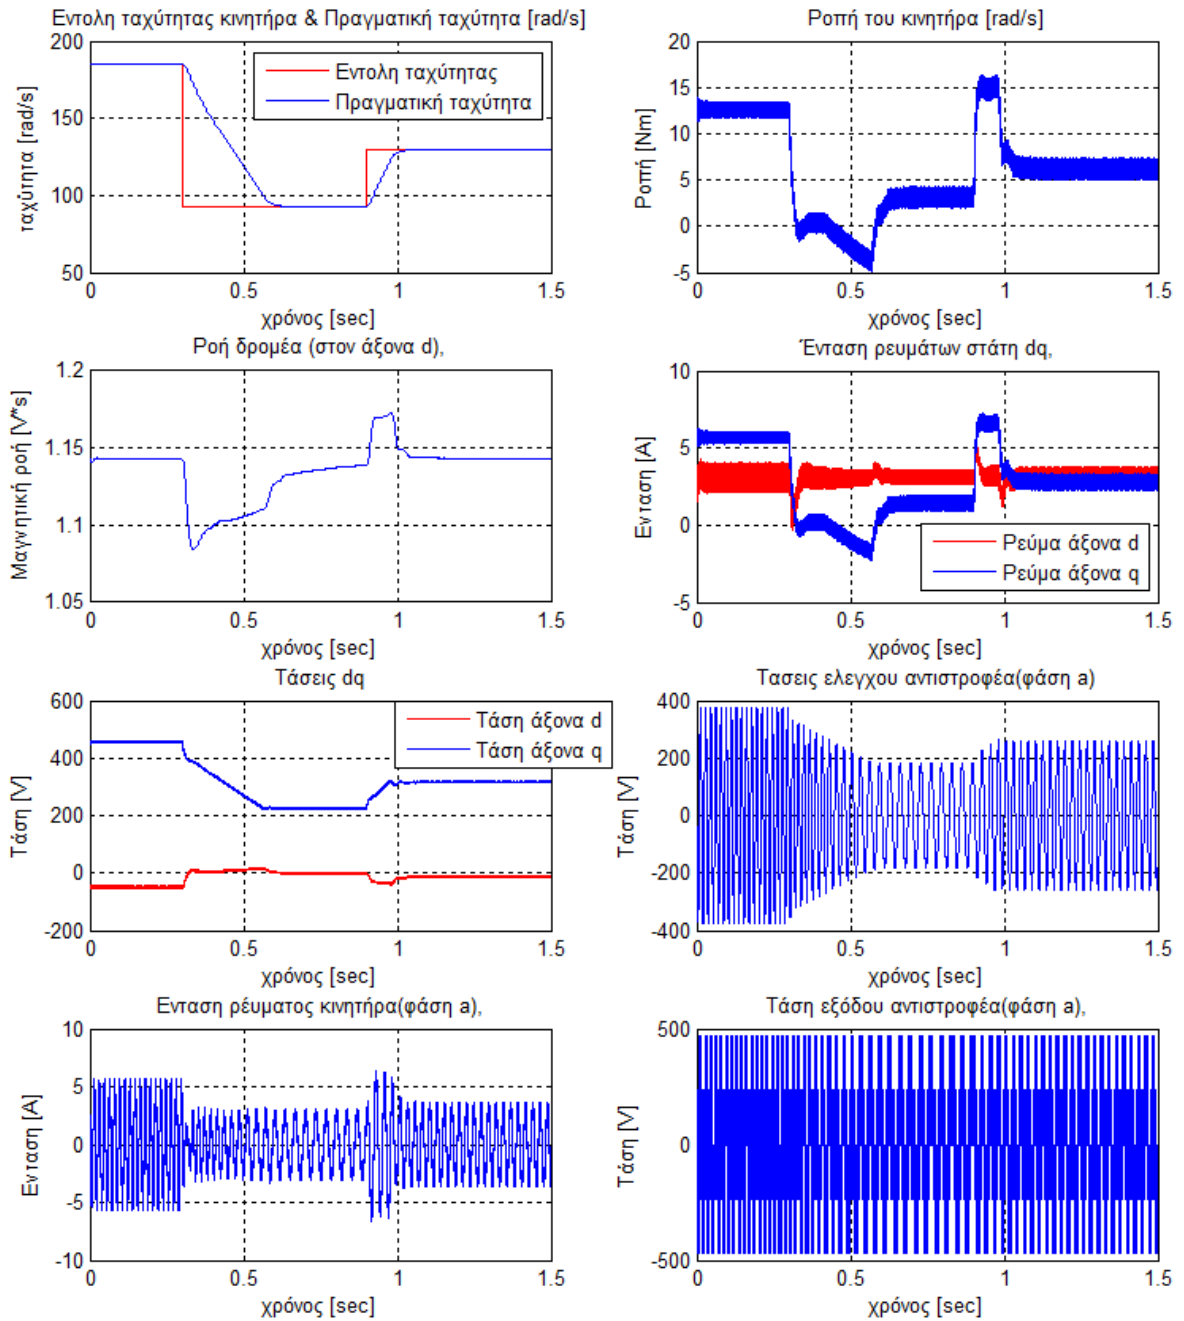 Εντολή ταχύτητας κινητήρα & Πραγματική ταχύτητα [rad/s]
200
150
100
50
ταχύτητα [rad/s]
Εντολη ταχύτητας
Πραγματική ταχύτητα
0
0.5
1
1.5
χρόνος [sec]
Ροπή του κινητήρα [rad/s]
20
15
10
5
0
-5
Ροπή [Nm]
0
0.5
1
1.5
χρόνος [sec]
Ροή δρομέα (στον άξονα d),
1.2
1.15
1.1
1.05
Μαγνητικη ροή [V*s]
0
0.5
1
1.5
χρόνος [sec]
Ένταση ρευμάτων στάτη dq,
10
5
0
-5
Ενταση [A]
Ρεύμα άξονα d
Ρεύμα άξονα q
0
0.5
1
1.5
χρόνος [sec]
Τάσεις dq
600
400
200
0
-200
Τάση [V]
Τάση άξονα d
Τάση άξονα q
0
0.5
1
1.5
χρόνος [sec]
Τασεις ελεγχου αντιστροφέα(φάση a)
400
200
0
-200
-400
Τάση [V]
0
0.5
1
1.5
χρόνος [sec]
Ενταση ρέυματος κινητήρα(φάση a),
10
5
0
-5
-10
Ενταση [A]
0
0.5
1
1.5
χρόνος [sec]
Τάση εξόδου αντιστροφέα(φάση a),
500
0
-500
Τάση [V]
0
0.5
1
1.5
χρόνος [sec]